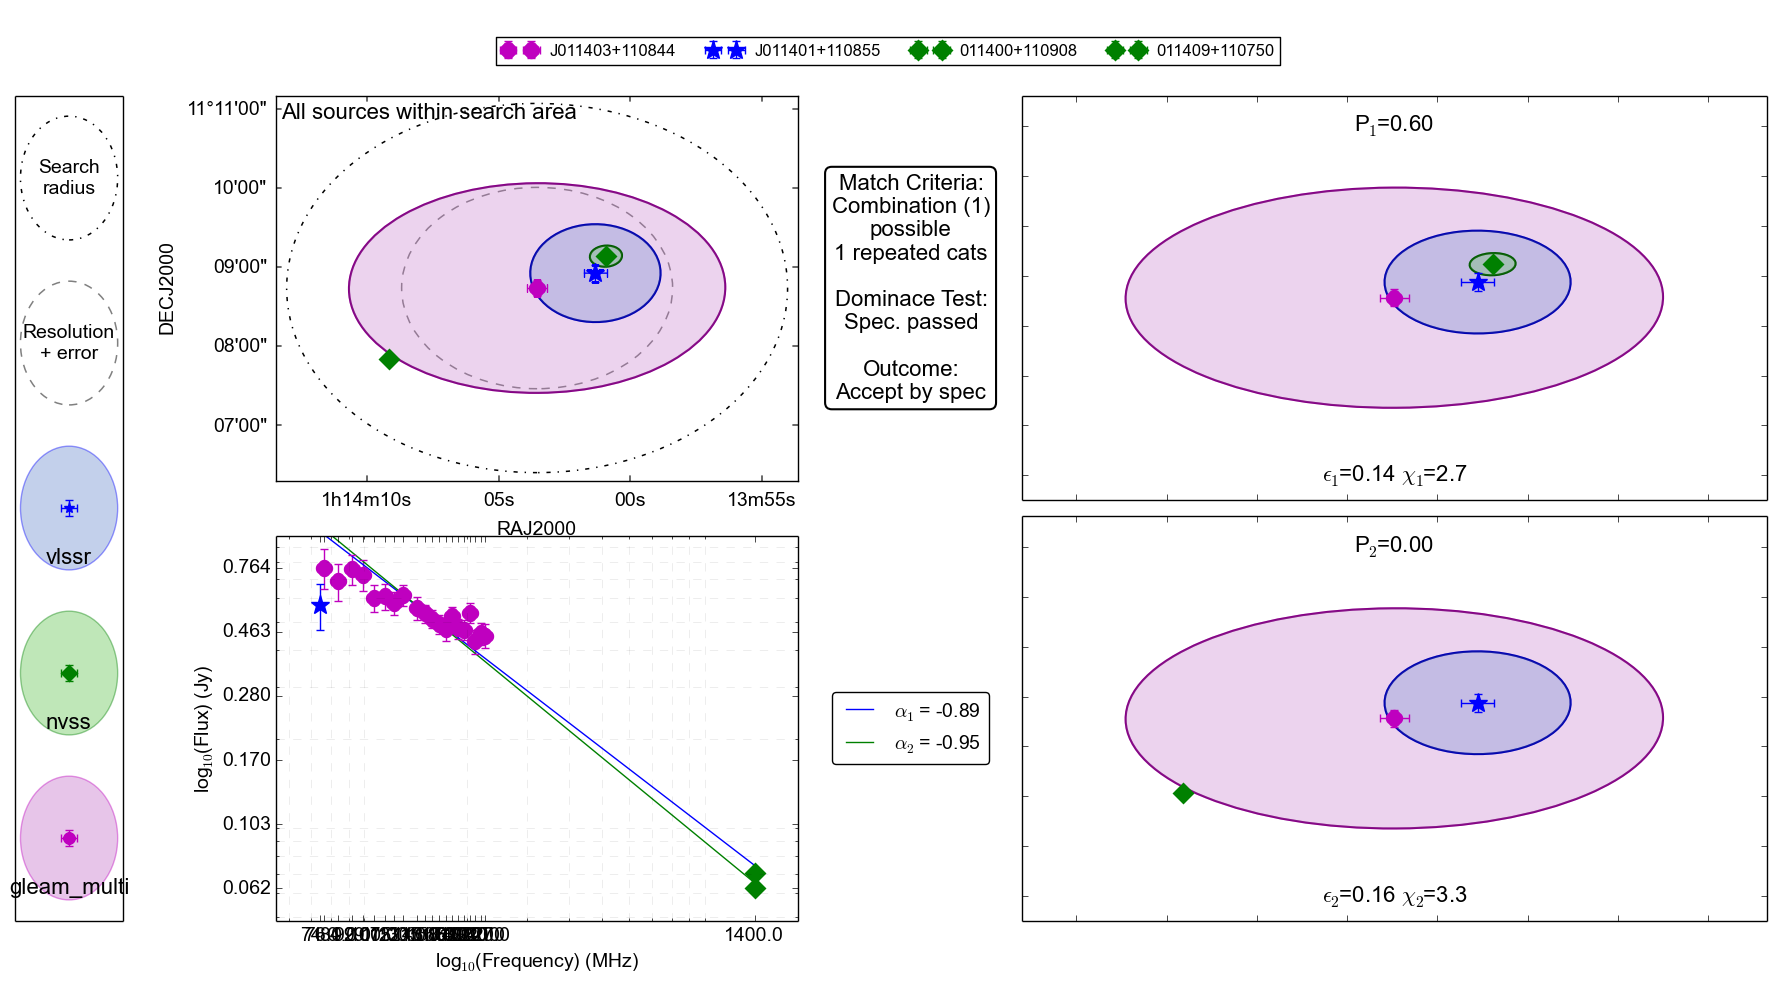 J011403+110844 J011401+110855 011400+110908 011409+110750
Search
radius
Resolution
+ error
vlssr
nvss
gleam_multi
All sources within search area
DECJ2000
11°11'00"
10'00"
09'00"
08'00"
07'00"
1h14m10s 05s 00s 13m55s
RAJ2000
Match Criteria:
Combination (1)
possible
1 repeated cats
Dominace Test:
Spec. passed
Outcome:
Accept by spec
P1=0.60
ϵ1=0.14 χ1=2.7
log10(Flux) (Jy)
0.764
0.463
0.280
0.170
0.103
0.062
1400.0
log10(Frequency) (MHz)
α1 = -0.89
α2 = -0.95
P2=0.00
ϵ2=0.16 χ2=3.3